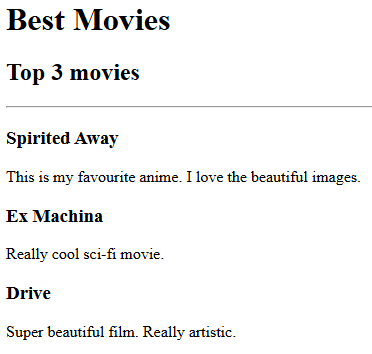 Best Movies
Top 3 movies
Spirited Away
This is my favourite anime. I love the beautiful images.
Ex Machina
Really cool sci-fi movie.
Drive
Super beautiful film. Really artistic.